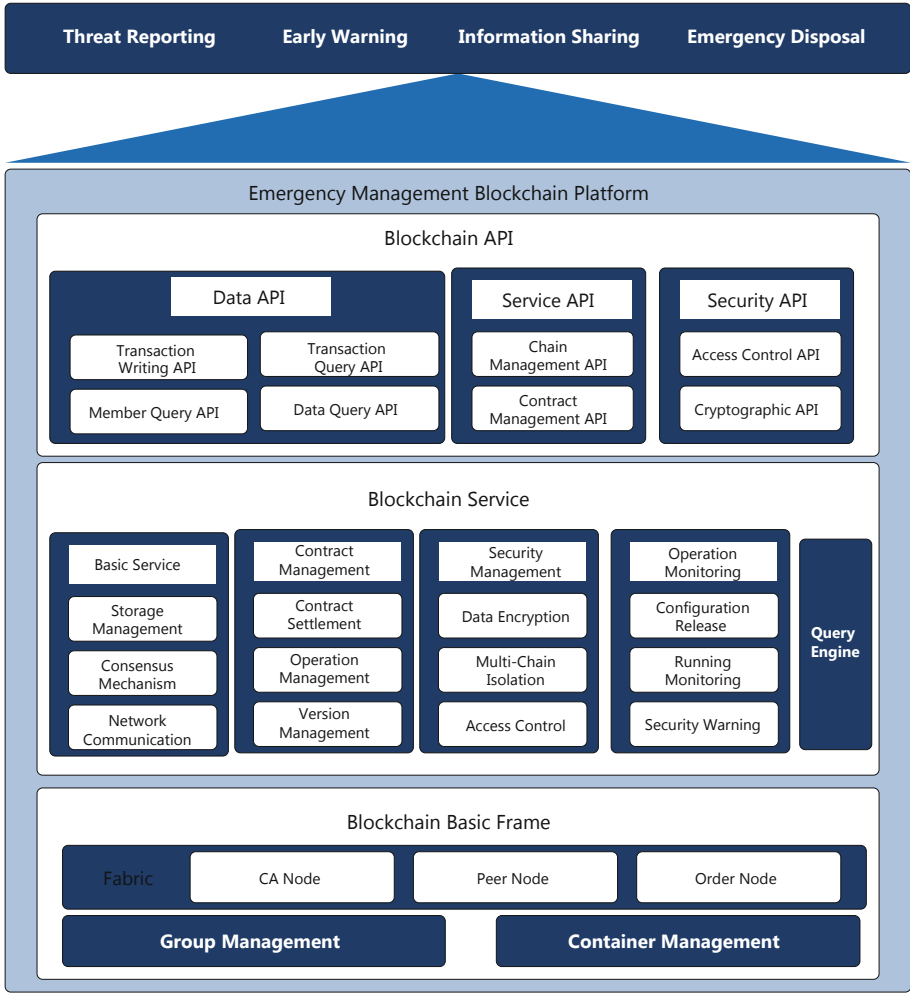 Threat Reporting Early Warning Information Sharing Emergency Disposal
Emergency Management Blockchain Platform
Blockchain API
Data API
Transaction
Writing API
Transaction
Query API
Member Query API
Data Query API
Service API
Chain
Management API
Contract
Management API
Security API
Access Control API
Cryptographic API
Blockchain Service
Basic Service
Storage
Management
Consensus
Mechanism
Network
Communication
Contract
Management
Contract
Settlement
Operation
Management
Version
Management
Security
Management
Data Encryption
Multi-Chain
Isolation
Access Control
Operation
Monitoring
Configuration
Release
Running
Monitoring
Security Warning
Query
Engine
Blockchain Basic Frame
Fabric
CA Node
Peer Node
Order Node
Group Management
Container Management